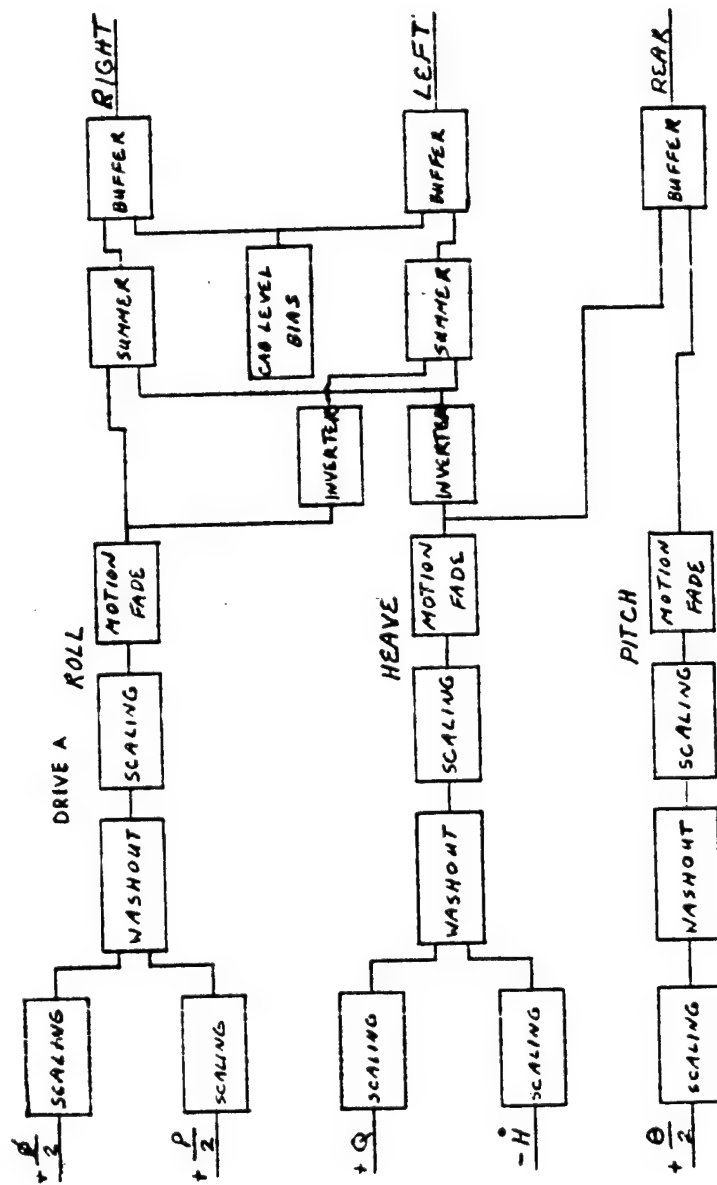 DRIVE A
ROLL
+ ø/2
SCALING
+ P/2
SCALING
WASHOUT
SCALING
MOTION FADE
SUMMER
BUFFER
RIGHT
CAB LEVEL BIAS
INVERTER
HEAVE
+ Q
SCALING
- Ḣ
SCALING
WASHOUT
SCALING
MOTION FADE
INVERTER
SUMMER
BUFFER
LEFT
PITCH
+ θ/2
SCALING
WASHOUT
SCALING
MOTION FADE
BUFFER
REAR